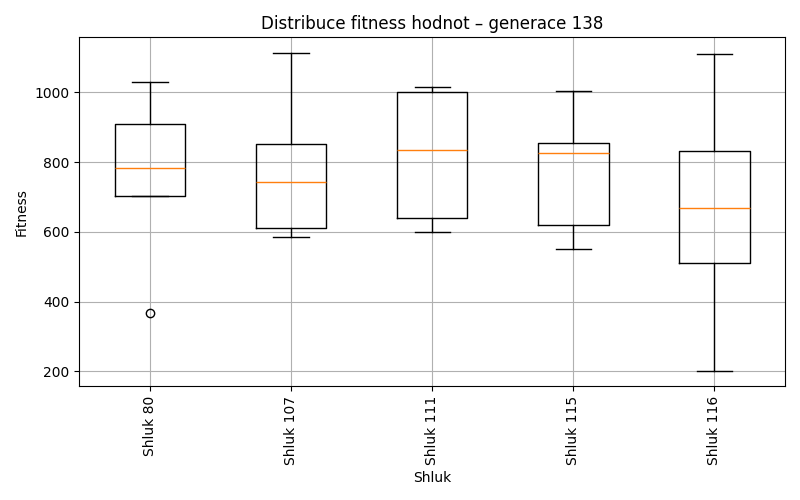 Distribuce fitness hodnot – generace 138
Fitness
1000
800
600
400
200
Shluk 80
Shluk 107
Shluk 111
Shluk 115
Shluk 116
Shluk